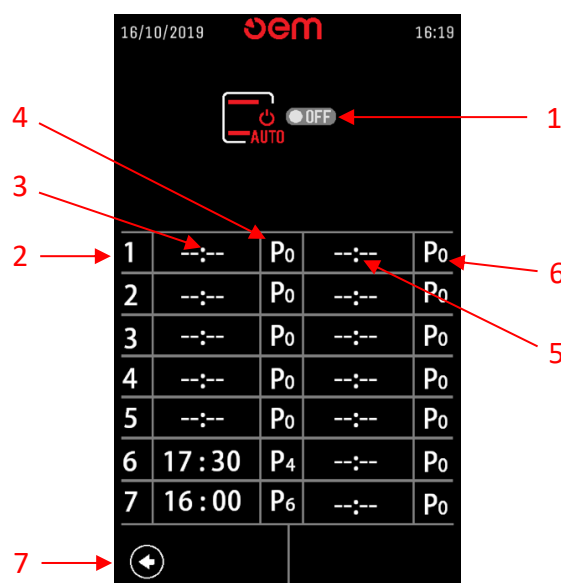 16/10/2019 oem 16:19
4
OFF
1
AUTO
3
2
1 --:-- P0 --:-- P0
6
2 --:-- P0 --:-- P0
3 --:-- P0 --:-- P0
5
4 --:-- P0 --:-- P0
5 --:-- P0 --:-- P0
6 17:30 P4 --:-- P0
7 16:00 P6 --:-- P0
7